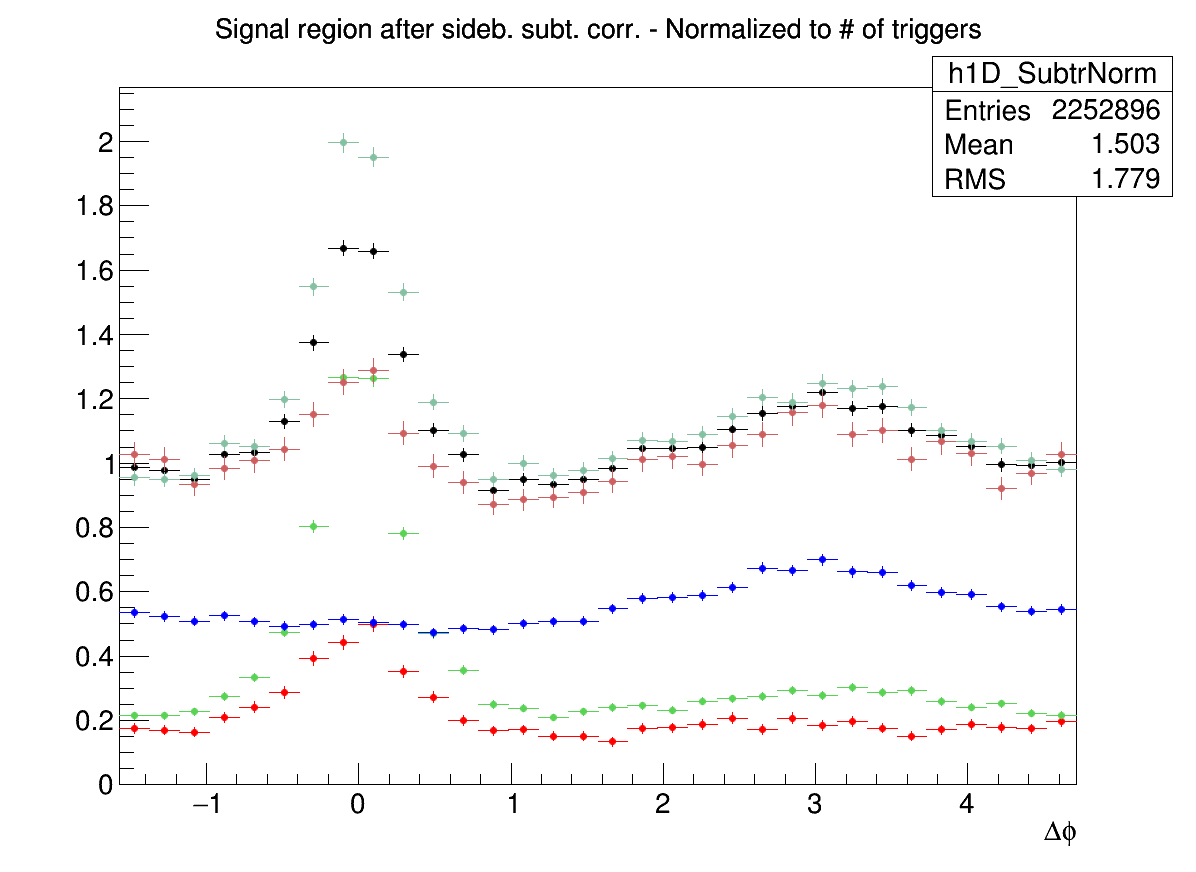 Signal region after sideb. subt. corr. - Normalized to # of triggers
h1D_SubtrNorm
Entries 2252896
Mean 1.503
RMS 1.779
2
1.8
1.6
1.4
1.2
1
0.8
0.6
0.4
0.2
0
−1 0 1 2 3 4
Δϕ